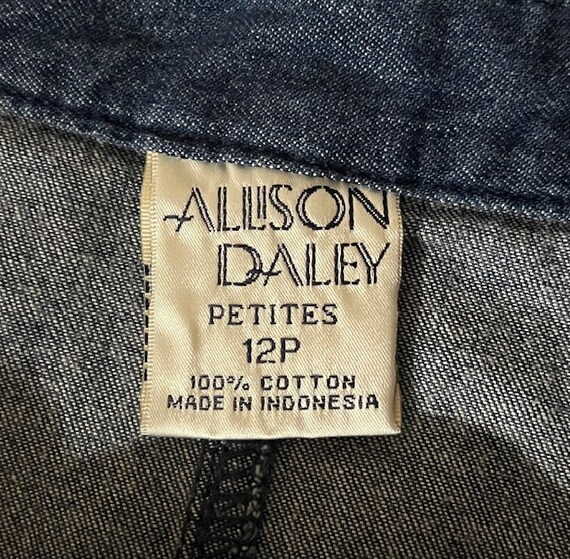 ALLISON
DALEY
PETITES
12P
100% COTTON
MADE IN INDONESIA